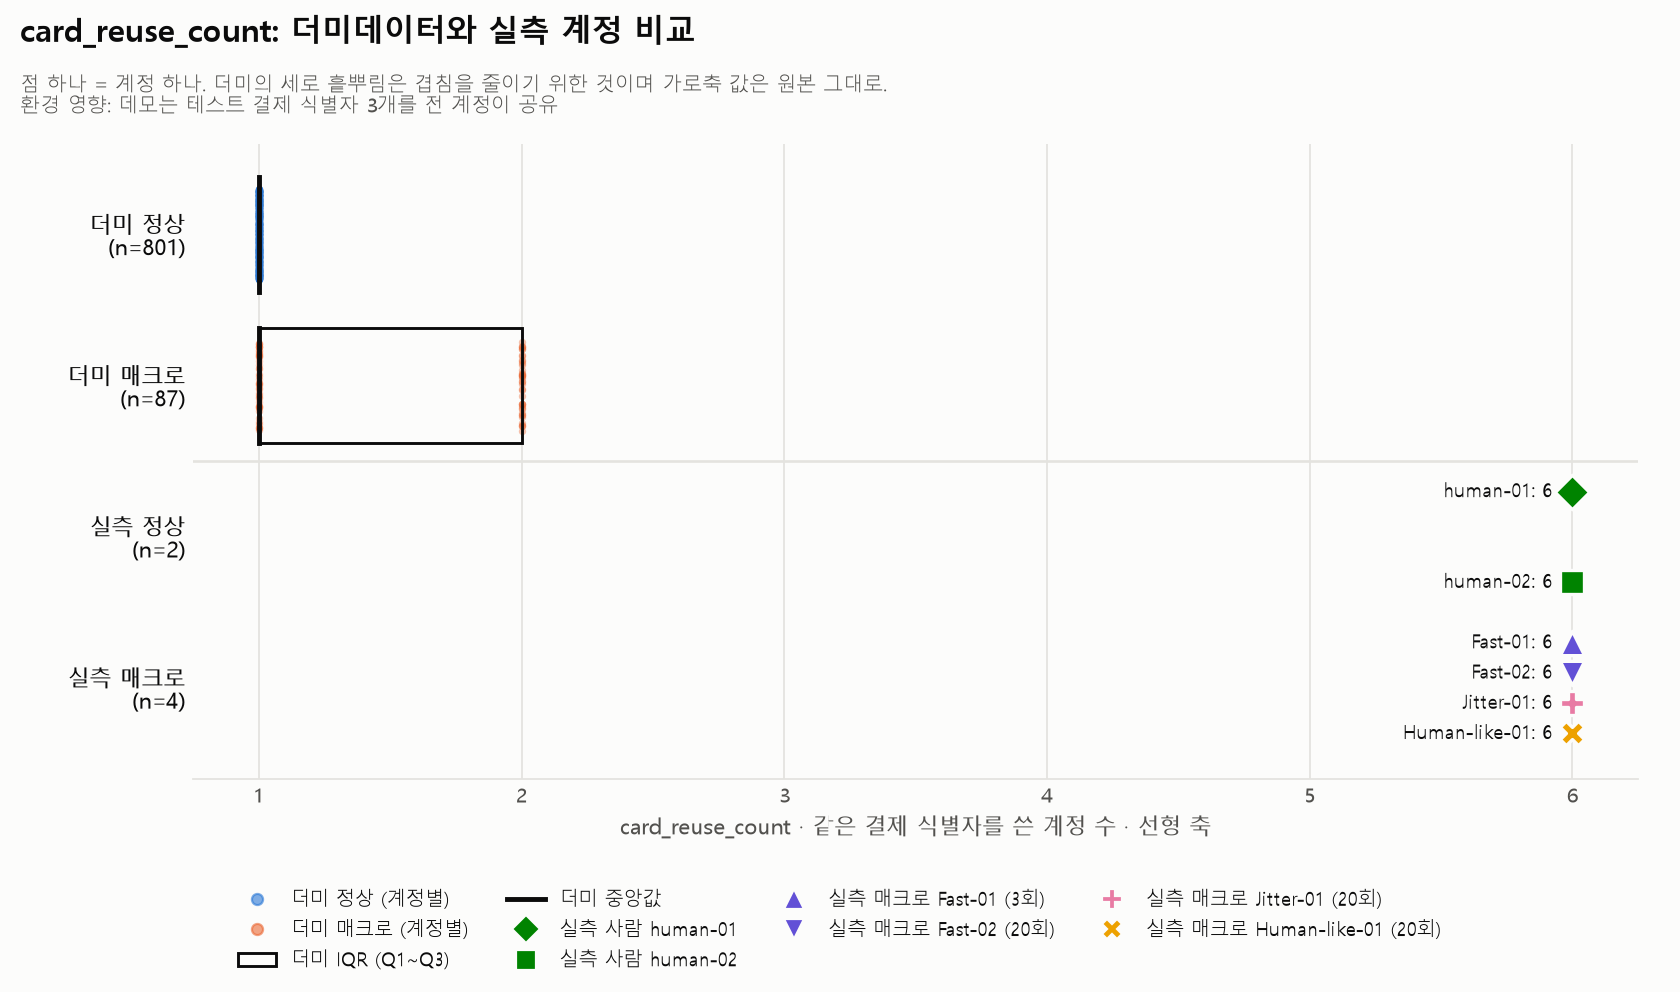 card_reuse_count: 더미데이터와 실측 계정 비교
점 하나 = 계정 하나. 더미의 세로 흩뿌림은 겹침을 줄이기 위한 것이며 가로축 값은 원본 그대로.
환경 영향: 데모는 테스트 결제 식별자 3개를 전 계정이 공유
더미 정상
(n=801)
더미 매크로
(n=87)
실측 정상
(n=2)
실측 매크로
(n=4)
human-01: 6
human-02: 6
Fast-01: 6
Fast-02: 6
Jitter-01: 6
Human-like-01: 6
1 2 3 4 5 6
card_reuse_count · 같은 결제 식별자를 쓴 계정 수 · 선형 축
더미 정상 (계정별)
더미 매크로 (계정별)
더미 IQR (Q1~Q3)
더미 중앙값
실측 사람 human-01
실측 사람 human-02
실측 매크로 Fast-01 (3회)
실측 매크로 Fast-02 (20회)
실측 매크로 Jitter-01 (20회)
실측 매크로 Human-like-01 (20회)